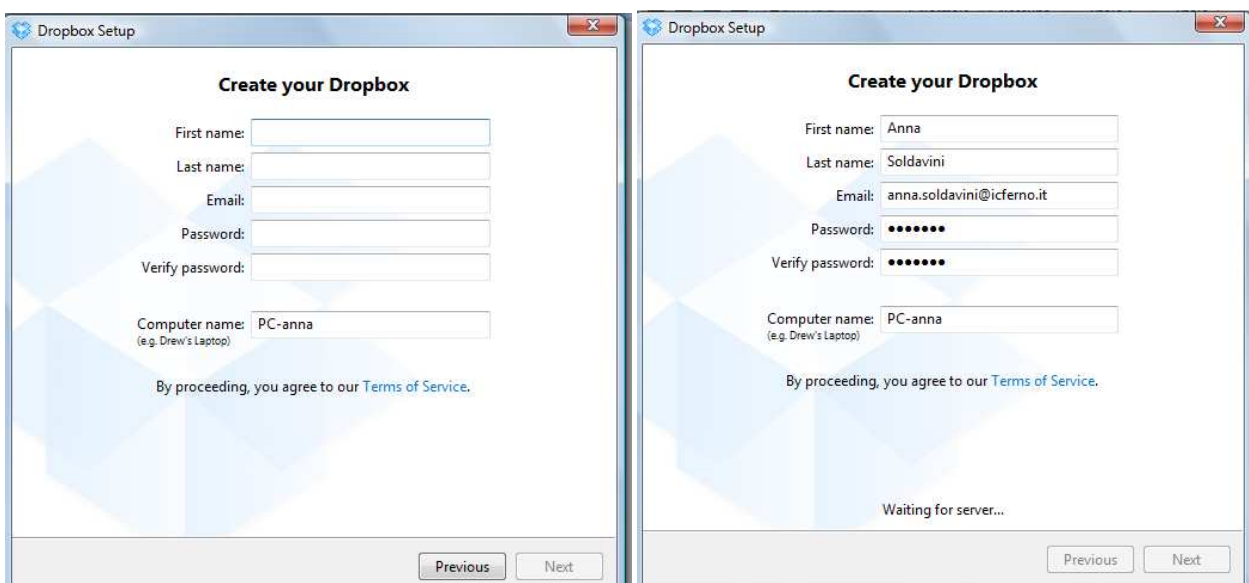 Dropbox Setup
Create your Dropbox
First name:
Last name:
Email:
Password:
Verify password:
Computer name: PC-anna
(e.g. Drew's Laptop)
By proceeding, you agree to our Terms of Service.
Previous Next
Dropbox Setup
Create your Dropbox
First name: Anna
Last name: Soldavini
Email: anna.soldavini@icferno.it
Password: ●●●●●●●
Verify password: ●●●●●●●
Computer name: PC-anna
(e.g. Drew's Laptop)
By proceeding, you agree to our Terms of Service.
Waiting for server...
Previous Next